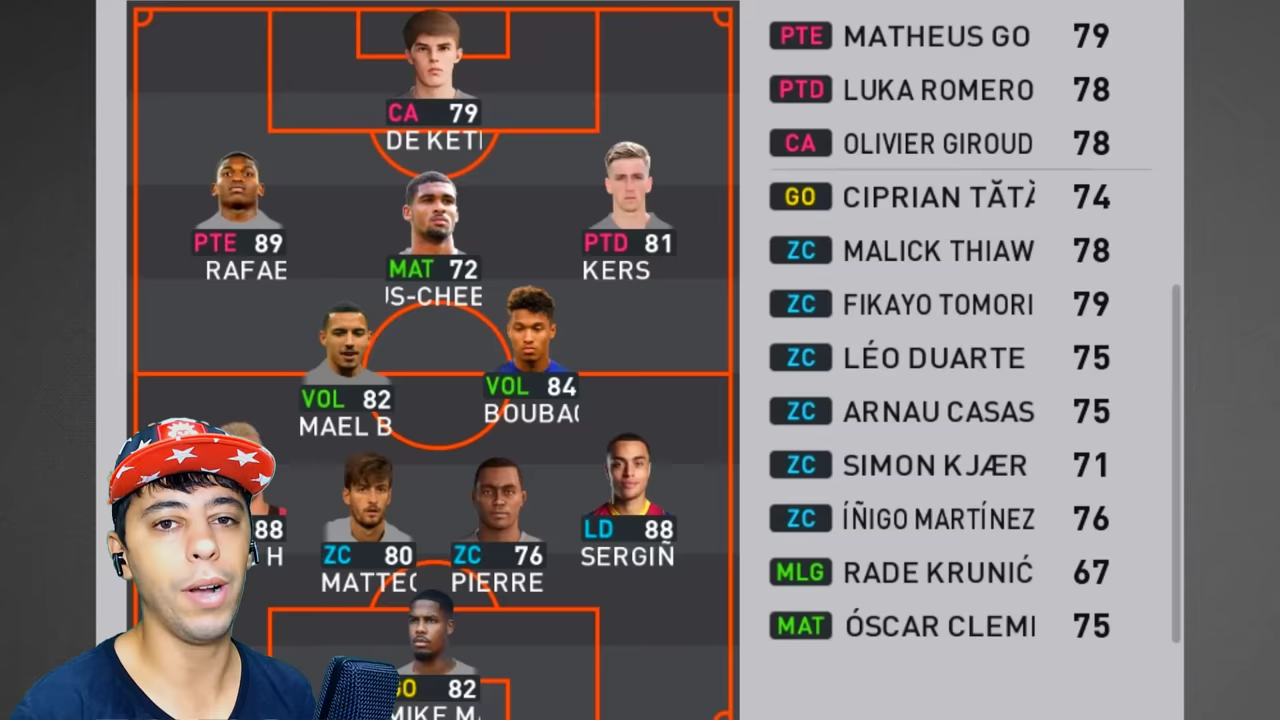 CA 79
DE KETI
PTE 89
RAFAE
MAT 72
JS-CHEE
PTD 81
KERS
VOL 82
MAEL B
VOL 84
BOUBAC
88
H
ZC 80
MATTEO
ZC 76
PIERRE
LD 88
SERGIÑ
GO 82
MIKE M
PTE MATHEUS GO 79
PTD LUKA ROMERO 78
CA OLIVIER GIROUD 78
GO CIPRIAN TĂTĂ 74
ZC MALICK THIAW 78
ZC FIKAYO TOMORI 79
ZC LÉO DUARTE 75
ZC ARNAU CASAS 75
ZC SIMON KJÆR 71
ZC ÍÑIGO MARTÍNEZ 76
MLG RADE KRUNIĆ 67
MAT ÓSCAR CLEMI 75